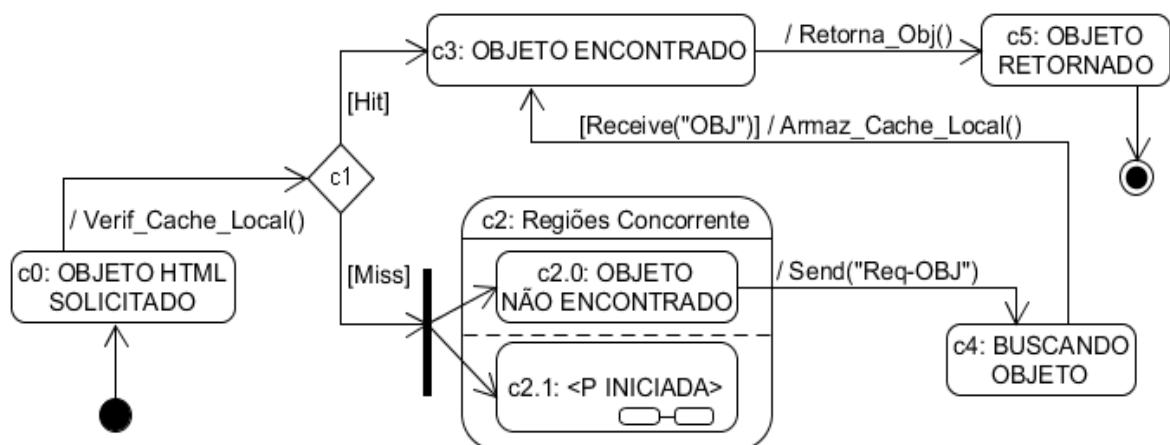 c3: OBJETO ENCONTRADO
/ Retorna_Obj()
c5: OBJETO
RETORNADO
[Hit]
[Receive("OBJ")] / Armaz_Cache_Local()
c1
/ Verif_Cache_Local()
c2: Regiões Concorrente
c0: OBJETO HTML
SOLICITADO
[Miss]
c2.0: OBJETO
NÃO ENCONTRADO
/ Send("Req-OBJ")
c4: BUSCANDO
OBJETO
c2.1: <P INICIADA>